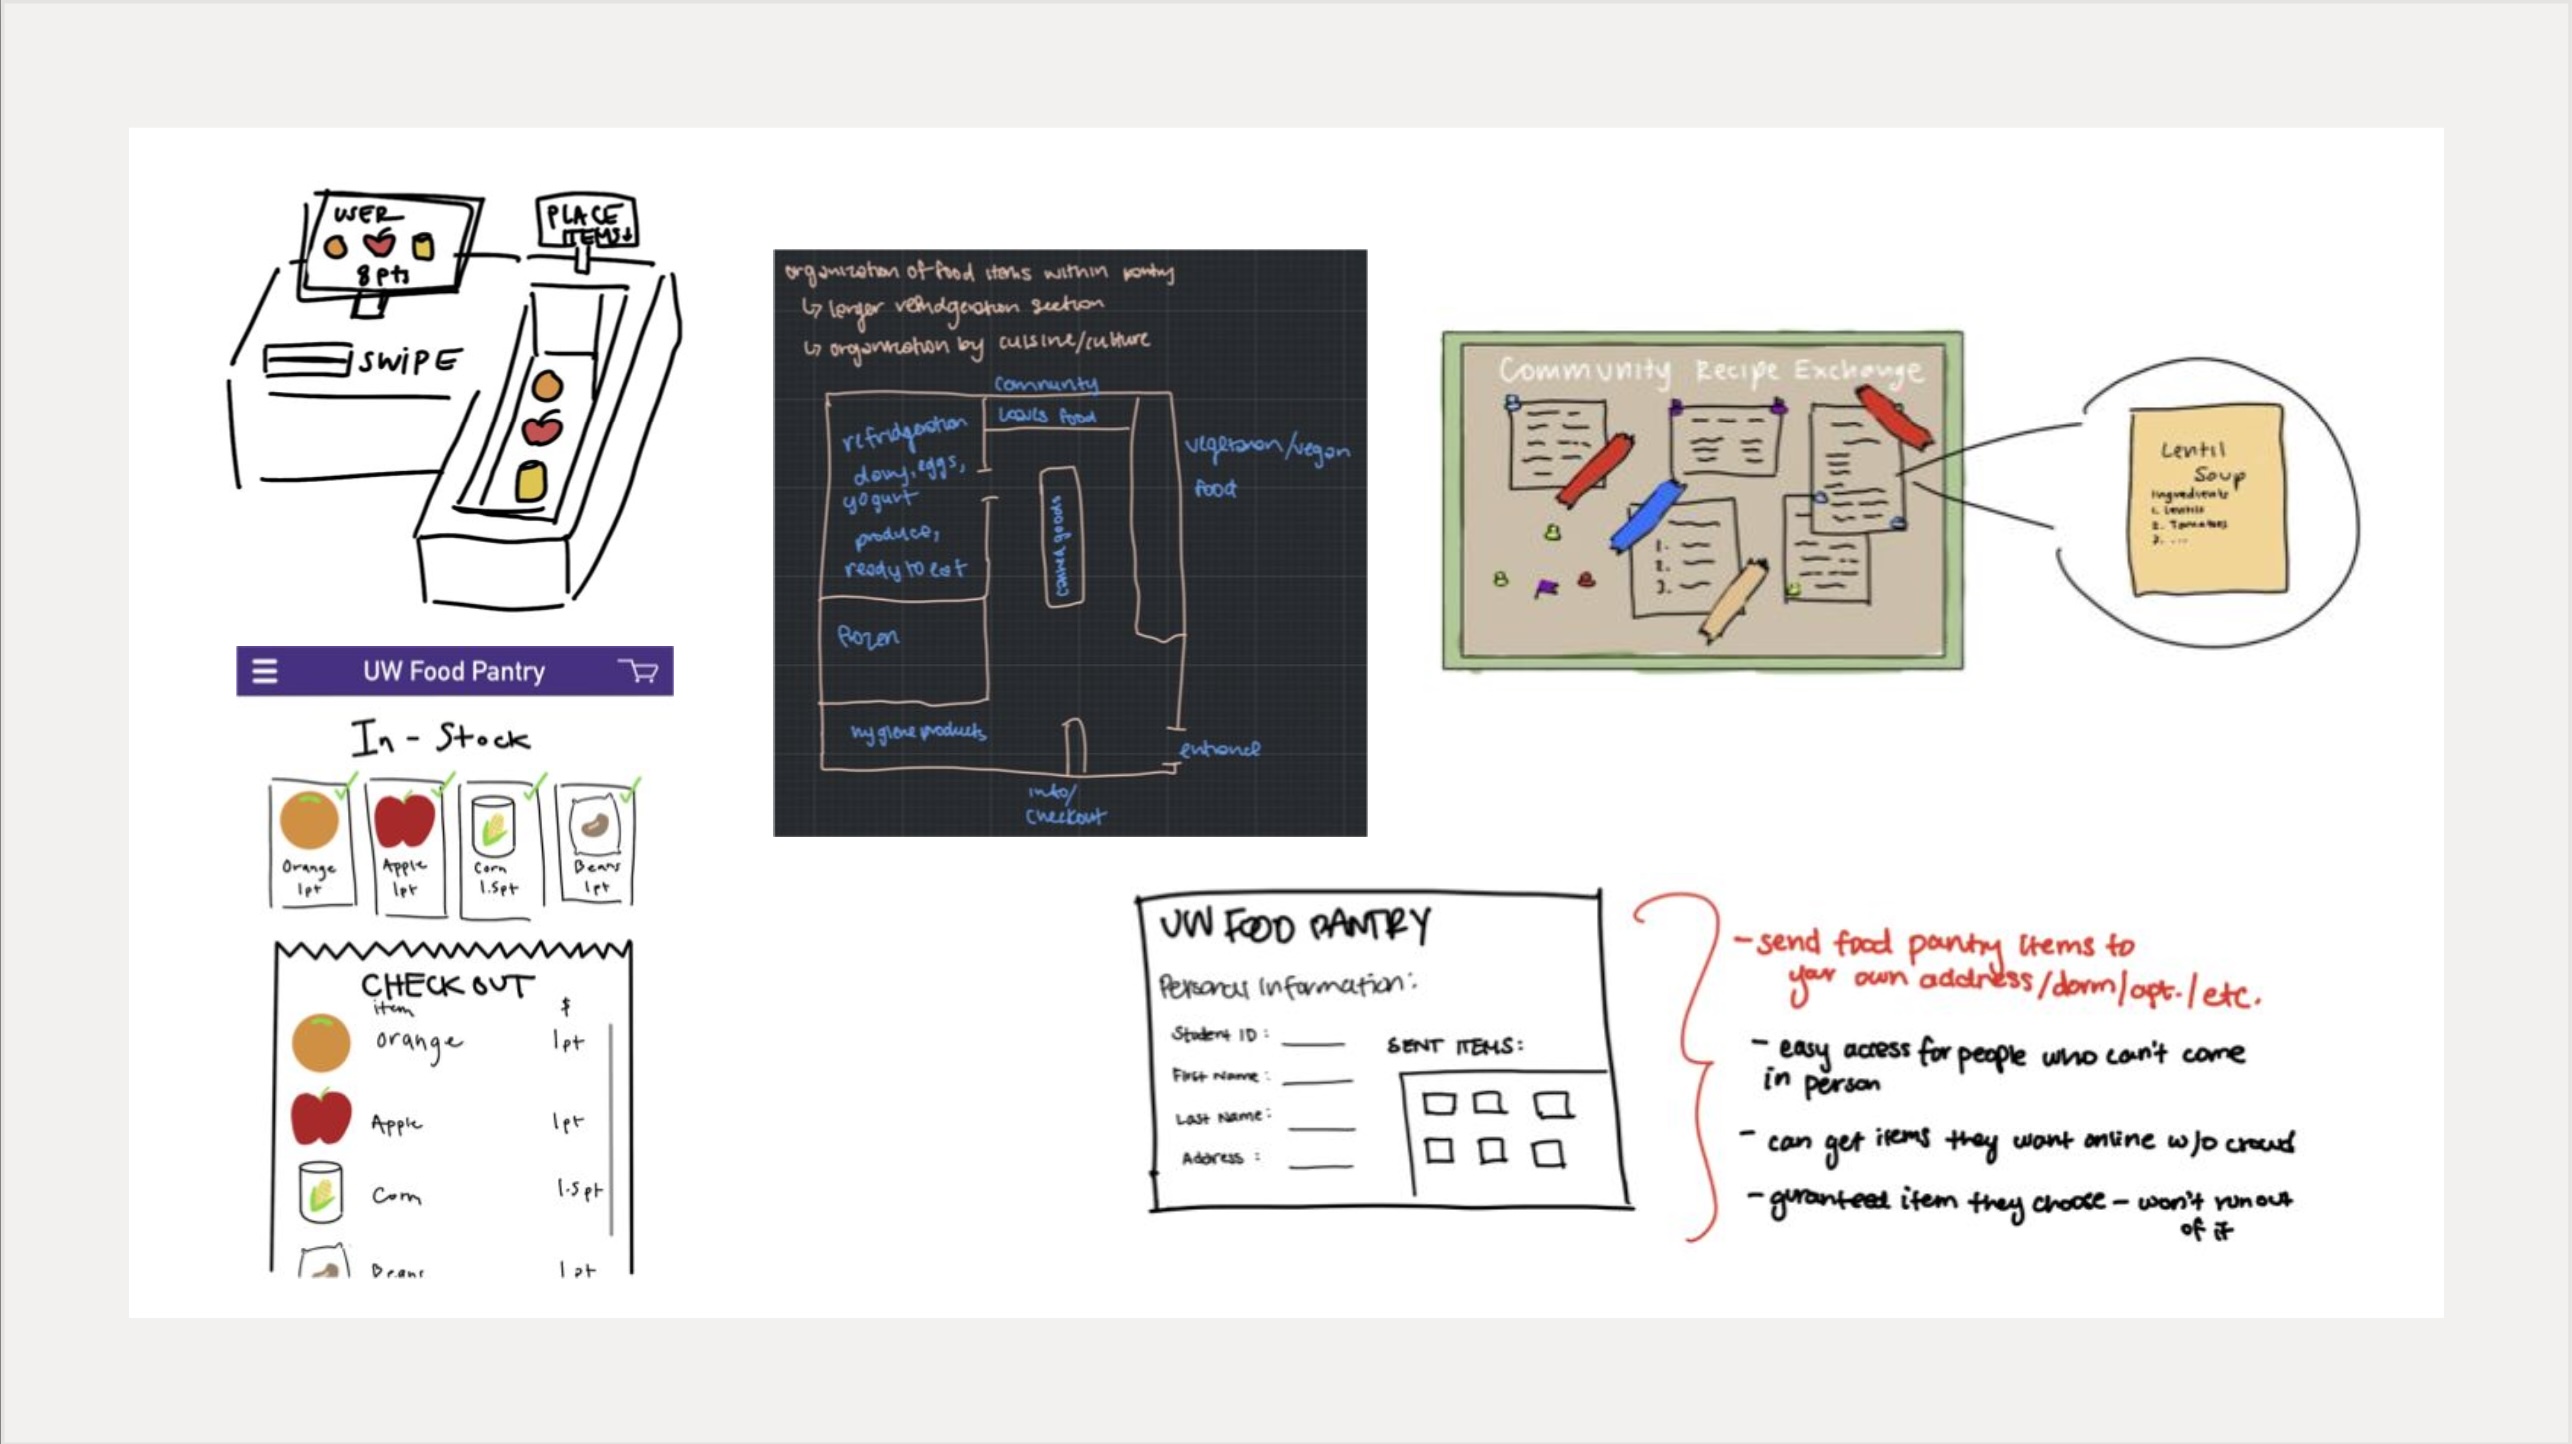 USER
8 pts
PLACE
ITEMS↓
SWIPE
UW Food Pantry
In - Stock
Orange
1pt
Apple
1pt
Corn
1.5pt
Beans
1pt
CHECK OUT
item $
orange 1pt
Apple 1pt
Corn 1.5pt
Beans 1pt
organization of food items within pantry
↳ larger refridgeration section
↳ organization by cuisine/culture
community
locals food
refridgeration
dairy, eggs,
yogurt
produce,
ready to eat
canned goods
vegetarian/vegan
food
frozen
hygiene products
entrance
info/
checkout
Community Recipe Exchange
1.
2.
3.
Lentil
Soup
Ingredients
1. Lentils
2. Tomatoes
3. ...
UW FOOD PANTRY
Personal Information:
Student ID:
First Name:
Last Name:
Address :
SENT ITEMS:
- send food pantry items to
your own address/dorm/apt./etc.
- easy access for people who can't come
in person
- can get items they want online w/o crowd
- guranteed item they choose - won't run out
of it